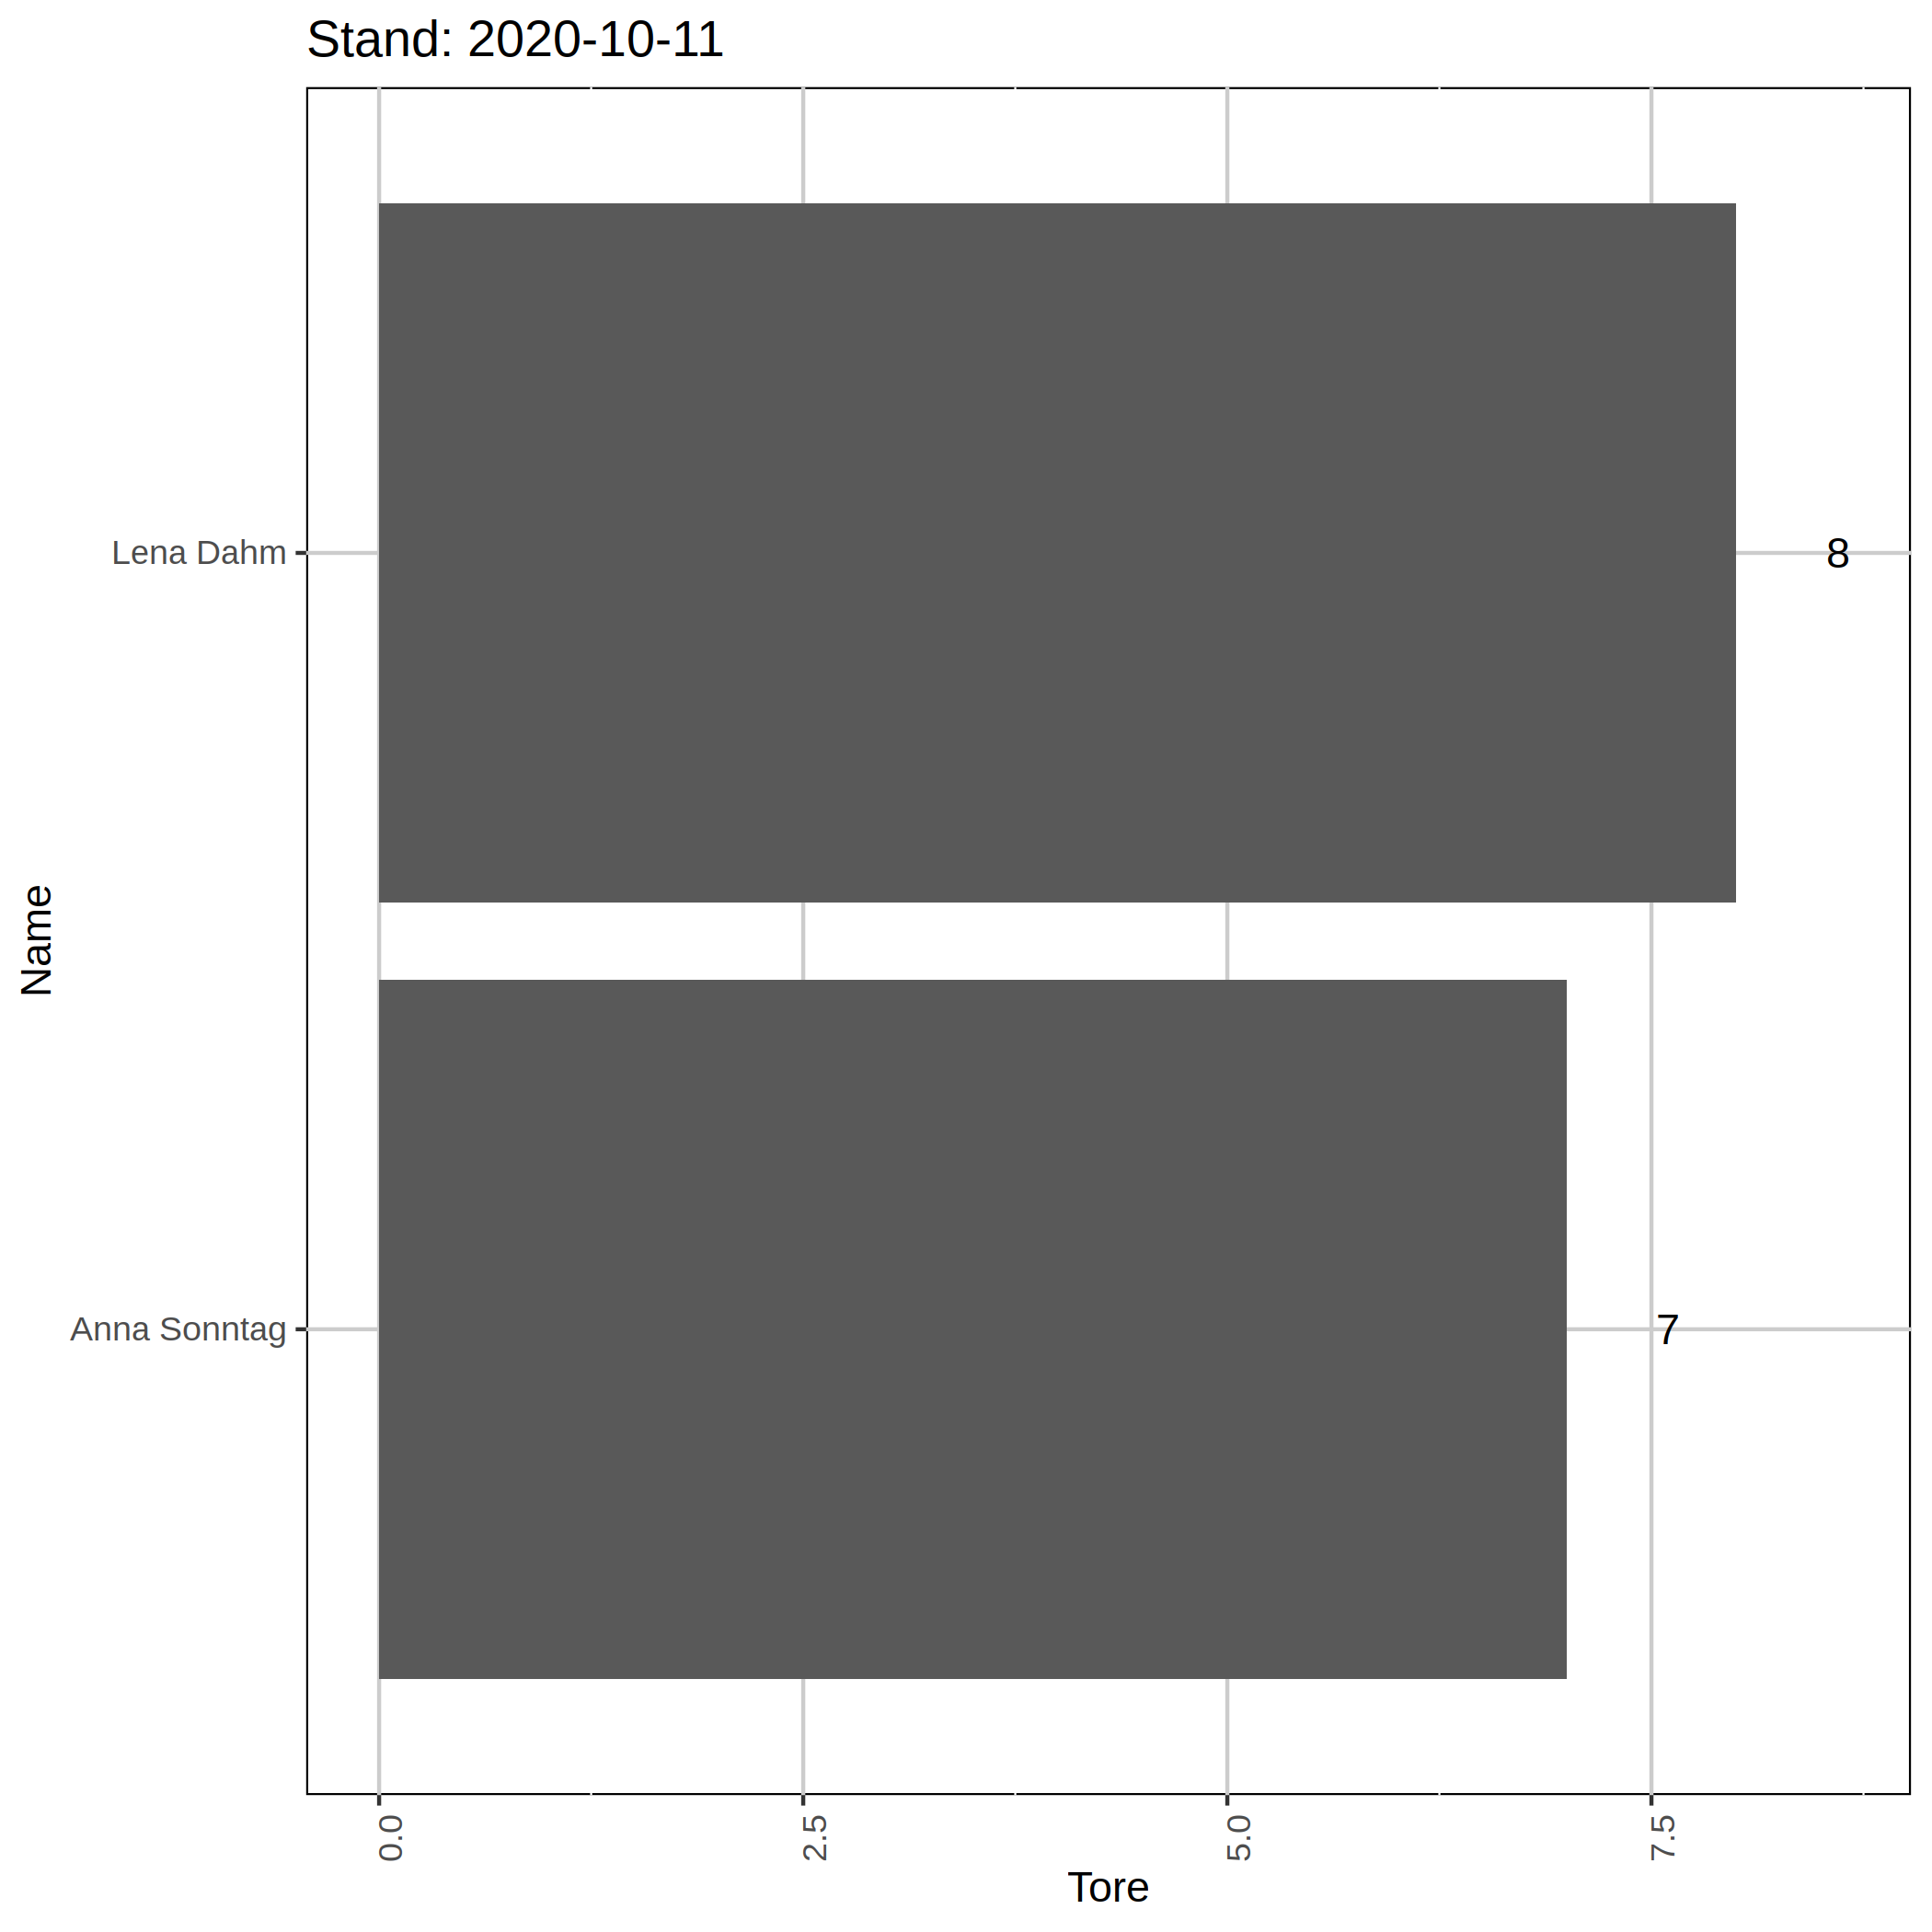 Stand: 2020-10-11
Name
Lena Dahm
8
Anna Sonntag
7
0.0
2.5
5.0
7.5
Tore